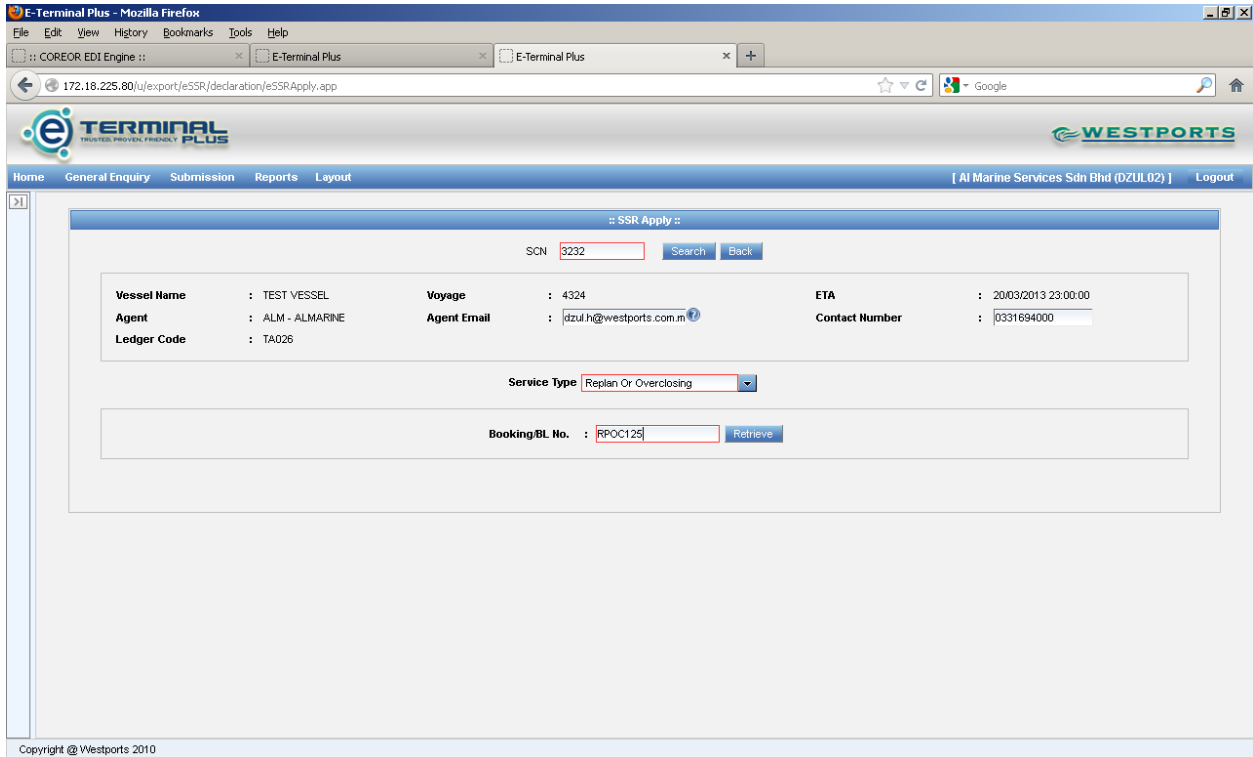 E-Terminal Plus - Mozilla Firefox
File Edit View History Bookmarks Tools Help
:: COREOR EDI Engine :: E-Terminal Plus E-Terminal Plus
172.18.225.80/u/export/eSSR/declaration/eSSRApply.app Google
e TERMINAL PLUS
TRUSTED, PROVEN, FRIENDLY
WESTPORTS
Home General Enquiry Submission Reports Layout [ Al Marine Services Sdn Bhd (DZUL02) ] Logout
:: SSR Apply ::
SCN 3232 Search Back
Vessel Name : TEST VESSEL Voyage : 4324 ETA : 20/03/2013 23:00:00
Agent : ALM - ALMARINE Agent Email : dzul.h@westports.com.m ? Contact Number : 0331694000
Ledger Code : TA026
Service Type Replan Or Overclosing
Booking/BL No. : RPOC125 Retrieve
Copyright @ Westports 2010